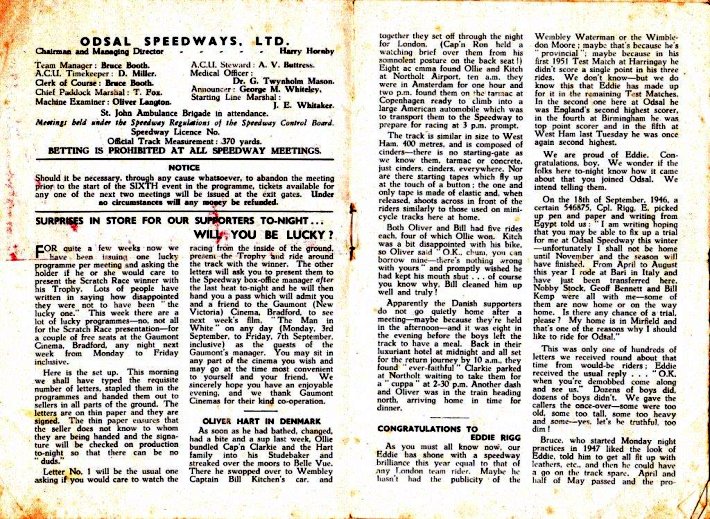 ODSAL SPEEDWAYS, LTD.
Chairman and Managing Director - - - - Harry Hornby
Team Manager : Bruce Booth.
A.C.U. Timekeeper : D. Miller.
Clerk of Course : Bruce Booth.
Chief Paddock Marshal : T. Fox.
Machine Examiner : Oliver Langton.
A.C.U. Steward : A. V. Buttress.
Medical Officer :
Dr. G. Twynholm Mason.
Announcer : George M. Whiteley.
Starting Line Marshal :
J. E. Whitaker.
St. John Ambulance Brigade in attendance.
Meetings held under the Speedway Regulations of the Speedway Control Board.
Speedway Licence No.
Official Track Measurement : 370 yards.
BETTING IS PROHIBITED AT ALL SPEEDWAY MEETINGS.
NOTICE
Should it be necessary, through any cause whatsoever, to abandon the meeting
prior to the start of the SIXTH event in the programme, tickets available for
any one of the next two meetings will be issued at the exit gates. Under
no circumstances will any money be refunded.
SURPRISES IN STORE FOR OUR SUPPORTERS TO-NIGHT . . .
WILL YOU BE LUCKY ?
FOR quite a few weeks now we
have been issuing one lucky
programme per meeting and asking the
holder if he or she would care to
present the Scratch Race winner with
his Trophy. Lots of people have
written in saying how disappointed
they were not to have been " the
lucky one." This week there are a
lot of lucky programmes—no, not all
for the Scratch Race presentation—for
a couple of free seats at the Gaumont
Cinema, Bradford, any night next
week from Monday to Friday
inclusive.
Here is the set up. This morning
we shall have typed the requisite
number of letters, stapled them in the
programmes and handed them out to
sellers in all parts of the ground. The
letters are on thin paper and they are
signed. The thin paper ensures that
the seller does not know to whom
they are being handed and the signa-
ture will be checked on production
to-night so that there can be no
" duds."
Letter No. 1 will be the usual one
asking if you would care to watch the
racing from the inside of the ground,
present the Trophy and ride around
the track with the winner. The other
letters will ask you to present them to
the Speedway box-office manager after
the last heat to-night and he will then
hand you a pass which will admit you
and a friend to the Gaumont (New
Victoria) Cinema, Bradford, to see
next week's film, "The Man in
White" on any day (Monday, 3rd
September, to Friday, 7th September,
inclusive) as the guests of the
Gaumont's manager. You may sit in
any part of the cinema you wish and
may go at the time most convenient
to yourself and your friend. We
sincerely hope you have an enjoyable
evening, and we thank Gaumont
Cinemas for their kind co-operation.
OLIVER HART IN DENMARK
As soon as he had bathed, changed,
had a bite and a sup last week, Ollie
bundled Cap'n Clarkie and the Hart
family into his Studebaker and
streaked over the moors to Belle Vue.
There he swopped over to Wembley
Captain Bill Kitchen's car, and
together they set off through the night
for London. (Cap'n Ron held a
watching brief over them from his
somnolent posture on the back seat !)
Eight ac emma found Ollie and Kitch
at Northolt Airport, ten a.m. they
were in Amsterdam for one hour and
two p.m. found them on the tarmac at
Copenhagen ready to climb into a
large American automobile which was
to transport them to the Speedway to
prepare for racing at 3 p.m. prompt.
The track is similar in size to West
Ham, 400 metres, and is composed of
cinders—there is no starting-gate as
we know them, tarmac or concrete,
just cinders, cinders, everywhere. Nor
are there starting tapes which fly up
at the touch of a button ; the one and
only tape is made of elastic and, when
released, shoots across in front of the
riders similarly to those used on mini-
cycle tracks here at home.
Both Oliver and Bill had five rides
each, four of which Ollie won. Kitch
was a bit disappointed with his bike,
so Oliver said " O.K., chum, you can
borrow mine—there's nothing wrong
with yours " and promptly wished he
had kept his mouth shut . . . of course
you know why. Bill cleaned him up
well and truly !
Apparently the Danish supporters
do not go quietly home after a
meeting—maybe because they're held
in the afternoon—and it was eight in
the evening before the boys left the
track to have a meal. Back in their
luxuriant hotel at midnight and all set
for the return journey by 10 a.m., they
found "ever-faithful" Clarkie parked
at Northolt waiting to take them for
a " cuppa " at 2-30 p.m. Another dash
and Oliver was in the train heading
north, arriving home in time for
dinner.
CONGRATULATIONS TO
EDDIE RIGG
As you must all know now, our
Eddie has shone with a speedway
brilliance this year equal to that of
any London team rider. Maybe he
hasn't had the publicity of the
Wembley Waterman or the Wimble-
don Moore ; maybe that's because he's
" provincial " ; maybe because in his
first 1951 Test Match at Harringay he
didn't score a single point in his three
rides. We don't know—but we do
know that this Eddie has made up
for it in the remaining Test Matches.
In the second one here at Odsal he
was England's second highest scorer,
in the fourth at Birmingham he was
top point scorer and in the fifth at
West Ham last Tuesday he was once
again second highest.
We are proud of Eddie. Con-
gratulations, boy. We wonder if the
folks here to-night know how it came
about that you joined Odsal. We
intend telling them.
On the 18th of September, 1946, a
certain 546875, Cpl. Rigg, E., picked
up pen and paper and writing from
Egypt told us : " I am writing hoping
that you may be able to fix up a trial
for me at Odsal Speedway this winter
—unfortunately I shall not be home
until November and the season will
have finished. From April to August
this year I rode at Bari in Italy and
have just been transferred here.
Nobby Stock, Geoff Bennett and Bill
Kemp were all with me—some of
them are now home or on the way
home. Is there any chance of a trial,
please ? My home is in Mirfield and
that's one of the reasons why I should
like to ride for Odsal."
This was only one of hundreds of
letters we received round about that
time from would-be riders ; Eddie
received the usual reply . . . " O.K.
when you're demobbed come along
and see us." Dozens of boys did,
dozens of boys didn't. We gave the
callers the once-over—some were too
old, some too tall, some too heavy
and some—yes, let's be truthful, too
dim !
Bruce, who started Monday night
practices in 1947 liked the look of
Eddie, told him to get all fit up with
leathers, etc., and then he could have
a go on the track spare. April and
half of May passed and the pro-